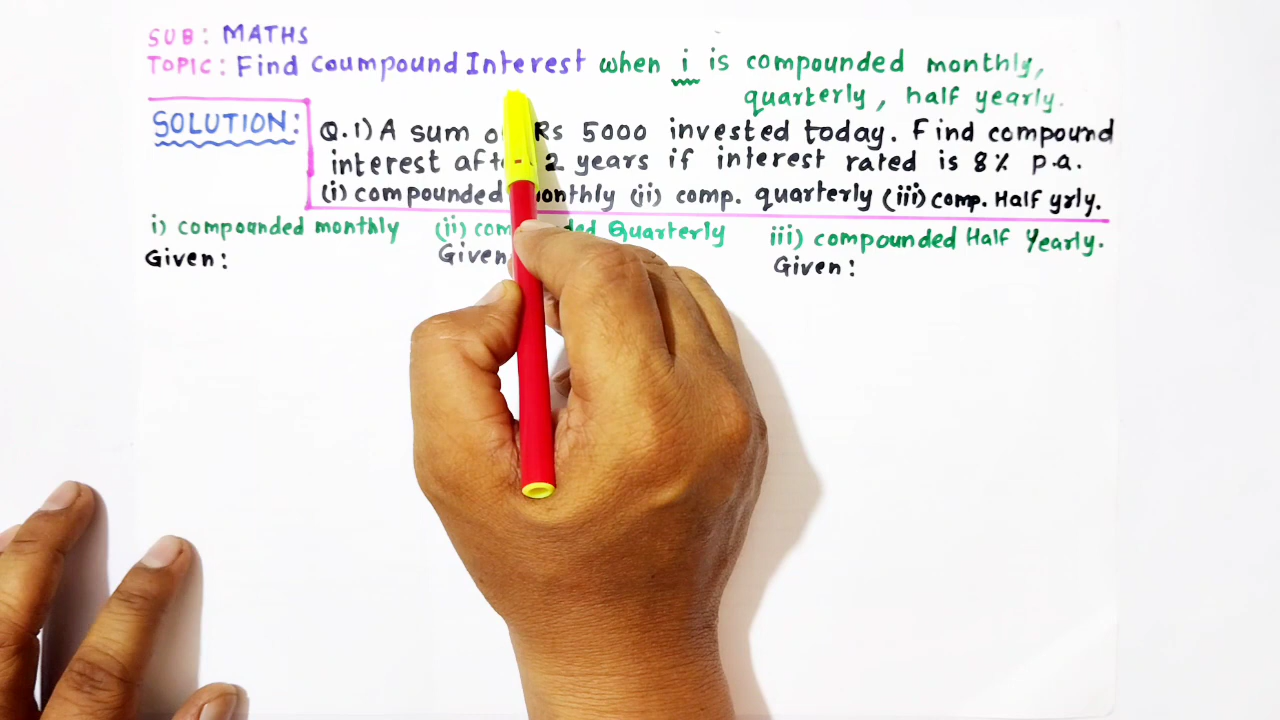 SUB: MATHS
TOPIC: Find Coumpound Interest when i is compounded monthly,
quarterly, half yearly.
SOLUTION:
Q.1) A sum Rs 5000 invested today. Find compound
interest 2 years if interest rated is 8% p.a.
(i) compounded (ii) comp. quarterly (iii) comp. Half yrly.
i) compounded monthly
Given:
(ii) Quarterly
Given
iii) compounded Half Yearly.
Given: